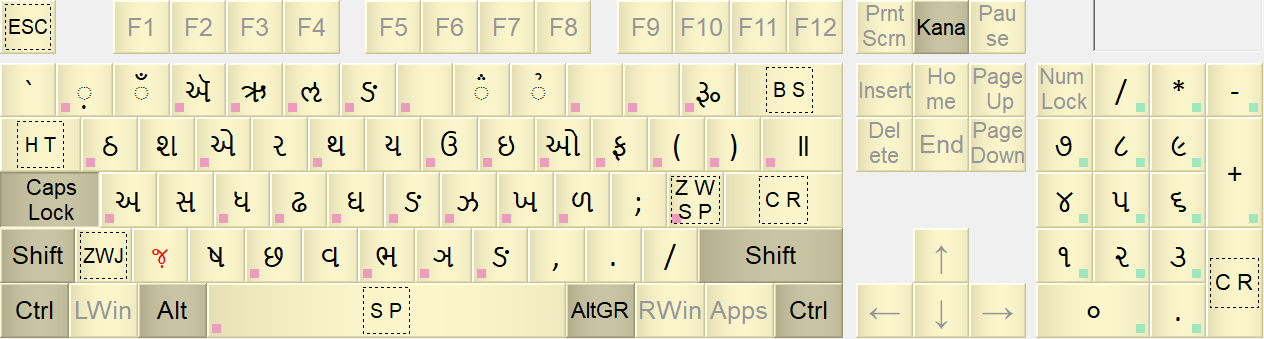 ESC F1 F2 F3 F4 F5 F6 F7 F8 F9 F10 F11 F12 Prnt Scrn Kana Pau se
` ઼ ઁ ઍ ઋ ઌ ઙ BS Insert Ho me Page Up Num Lock / * -
HT ઠ શ એ ર થ ય ઉ ઇ ઓ ફ ( ) ॥ Del ete End Page Down ૭ ૮ ૯ +
Caps Lock અ સ ધ ઢ ઘ ઙ ઝ ખ ળ ; ZW SP CR ૪ ૫ ૬
Shift ZWJ જ઼ ષ છ વ ભ ઞ ઙ , . / Shift ↑ ૧ ૨ ૩ CR
Ctrl LWin Alt SP AltGR RWin Apps Ctrl ← ↓ → ૦ .